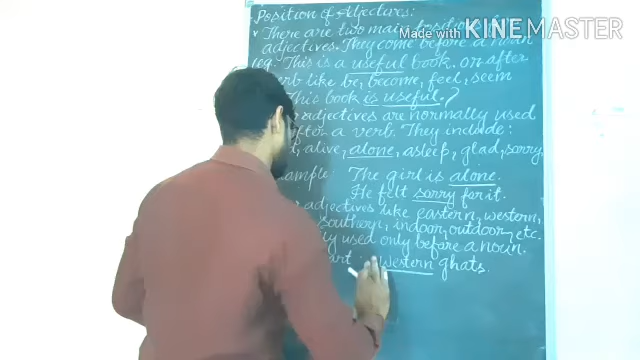 Position of Adjectives:
There are two main positions for
adjectives. They come before a noun
(eg. This is a useful book. or after
verb like be, become, feel, seem
This book is useful.)
adjectives are normally used
after a verb. They include:
alive, alone, asleep, glad, sorry,
The girl is alone.
He felt sorry for it.
adjectives like eastern, western,
southern, indoor, outdoor, etc.
used only before a noun.
western ghats.
Made with KINEMASTER